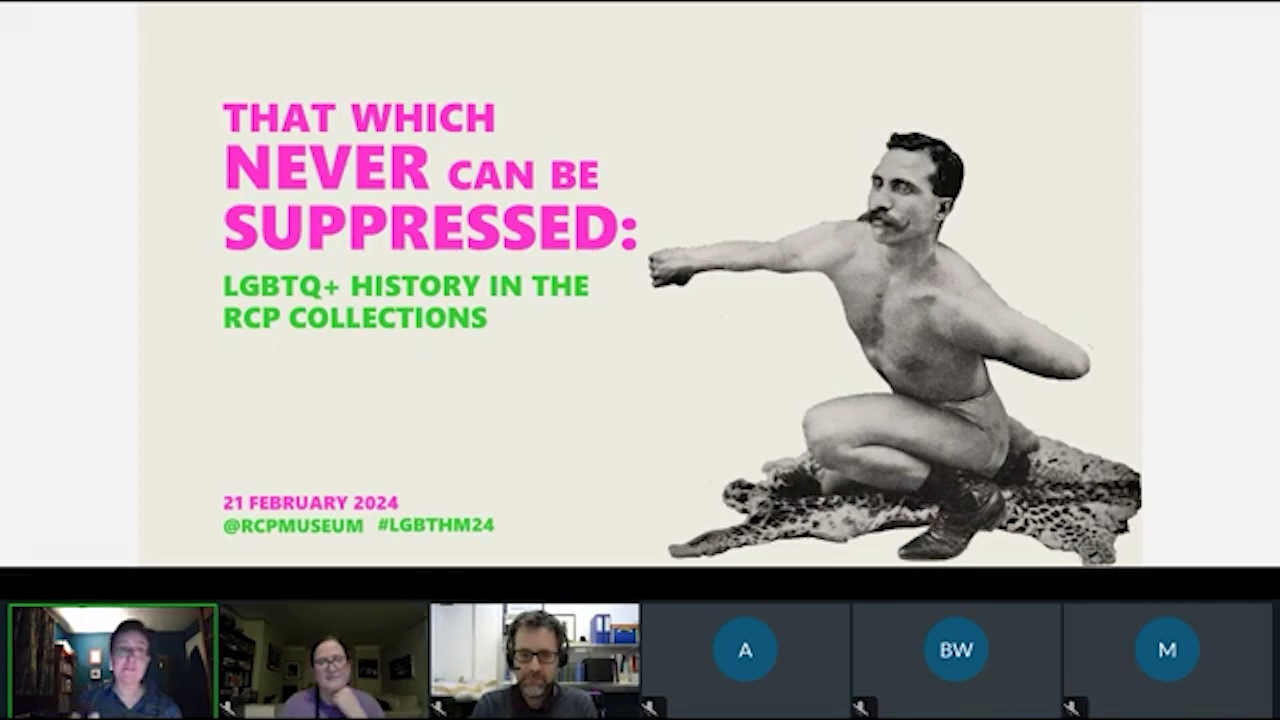 THAT WHICH
NEVER CAN BE
SUPPRESSED:
LGBTQ+ HISTORY IN THE
RCP COLLECTIONS
21 FEBRUARY 2024
@RCPMUSEUM #LGBTHM24
A
BW
M